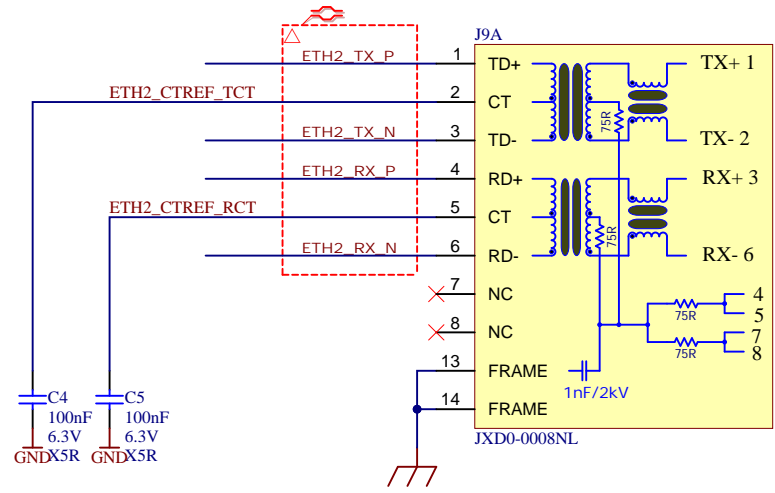 J9A
ETH2_TX_P 1 TD+ TX+ 1
ETH2_CTREF_TCT 2 CT 75R
ETH2_TX_N 3 TD- TX- 2
ETH2_RX_P 4 RD+ RX+ 3
ETH2_CTREF_RCT 5 CT 75R
ETH2_RX_N 6 RD- RX- 6
7 NC
75R 4
5
8 NC
75R 7
8
13 FRAME
1nF/2kV
14 FRAME
JXD0-0008NL
C4 C5
100nF 100nF
6.3V 6.3V
X5R X5R
GND GND